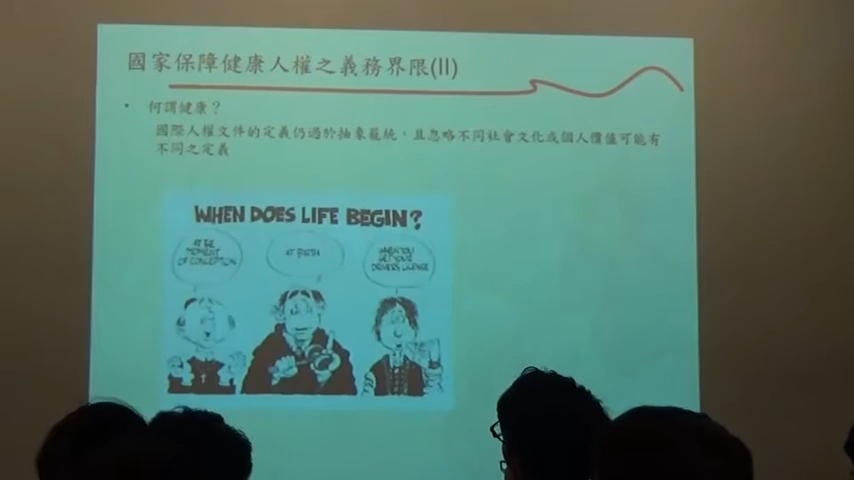 國家保障健康人權之義務界限(II)
• 何謂健康？
國際人權文件的定義仍過於抽象籠統，且忽略不同社會文化或個人價值可能有
不同之定義
WHEN DOES LIFE BEGIN?
AT THE
MOMENT
OF CONCEPTION
AT BIRTH
WHEN YOU
GET YOUR
DRIVERS LICENSE